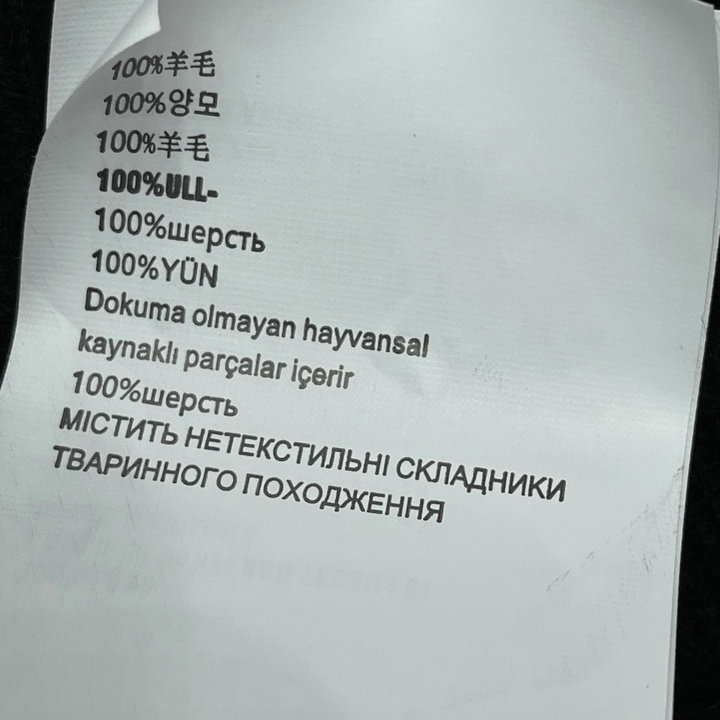 100%羊毛
100%양모
100%羊毛
100%ULL-
100%шерсть
100%YÜN
Dokuma olmayan hayvansal
kaynaklı parçalar içerir
100%шерсть
МІСТИТЬ НЕТЕКСТИЛЬНІ СКЛАДНИКИ
ТВАРИННОГО ПОХОДЖЕННЯ